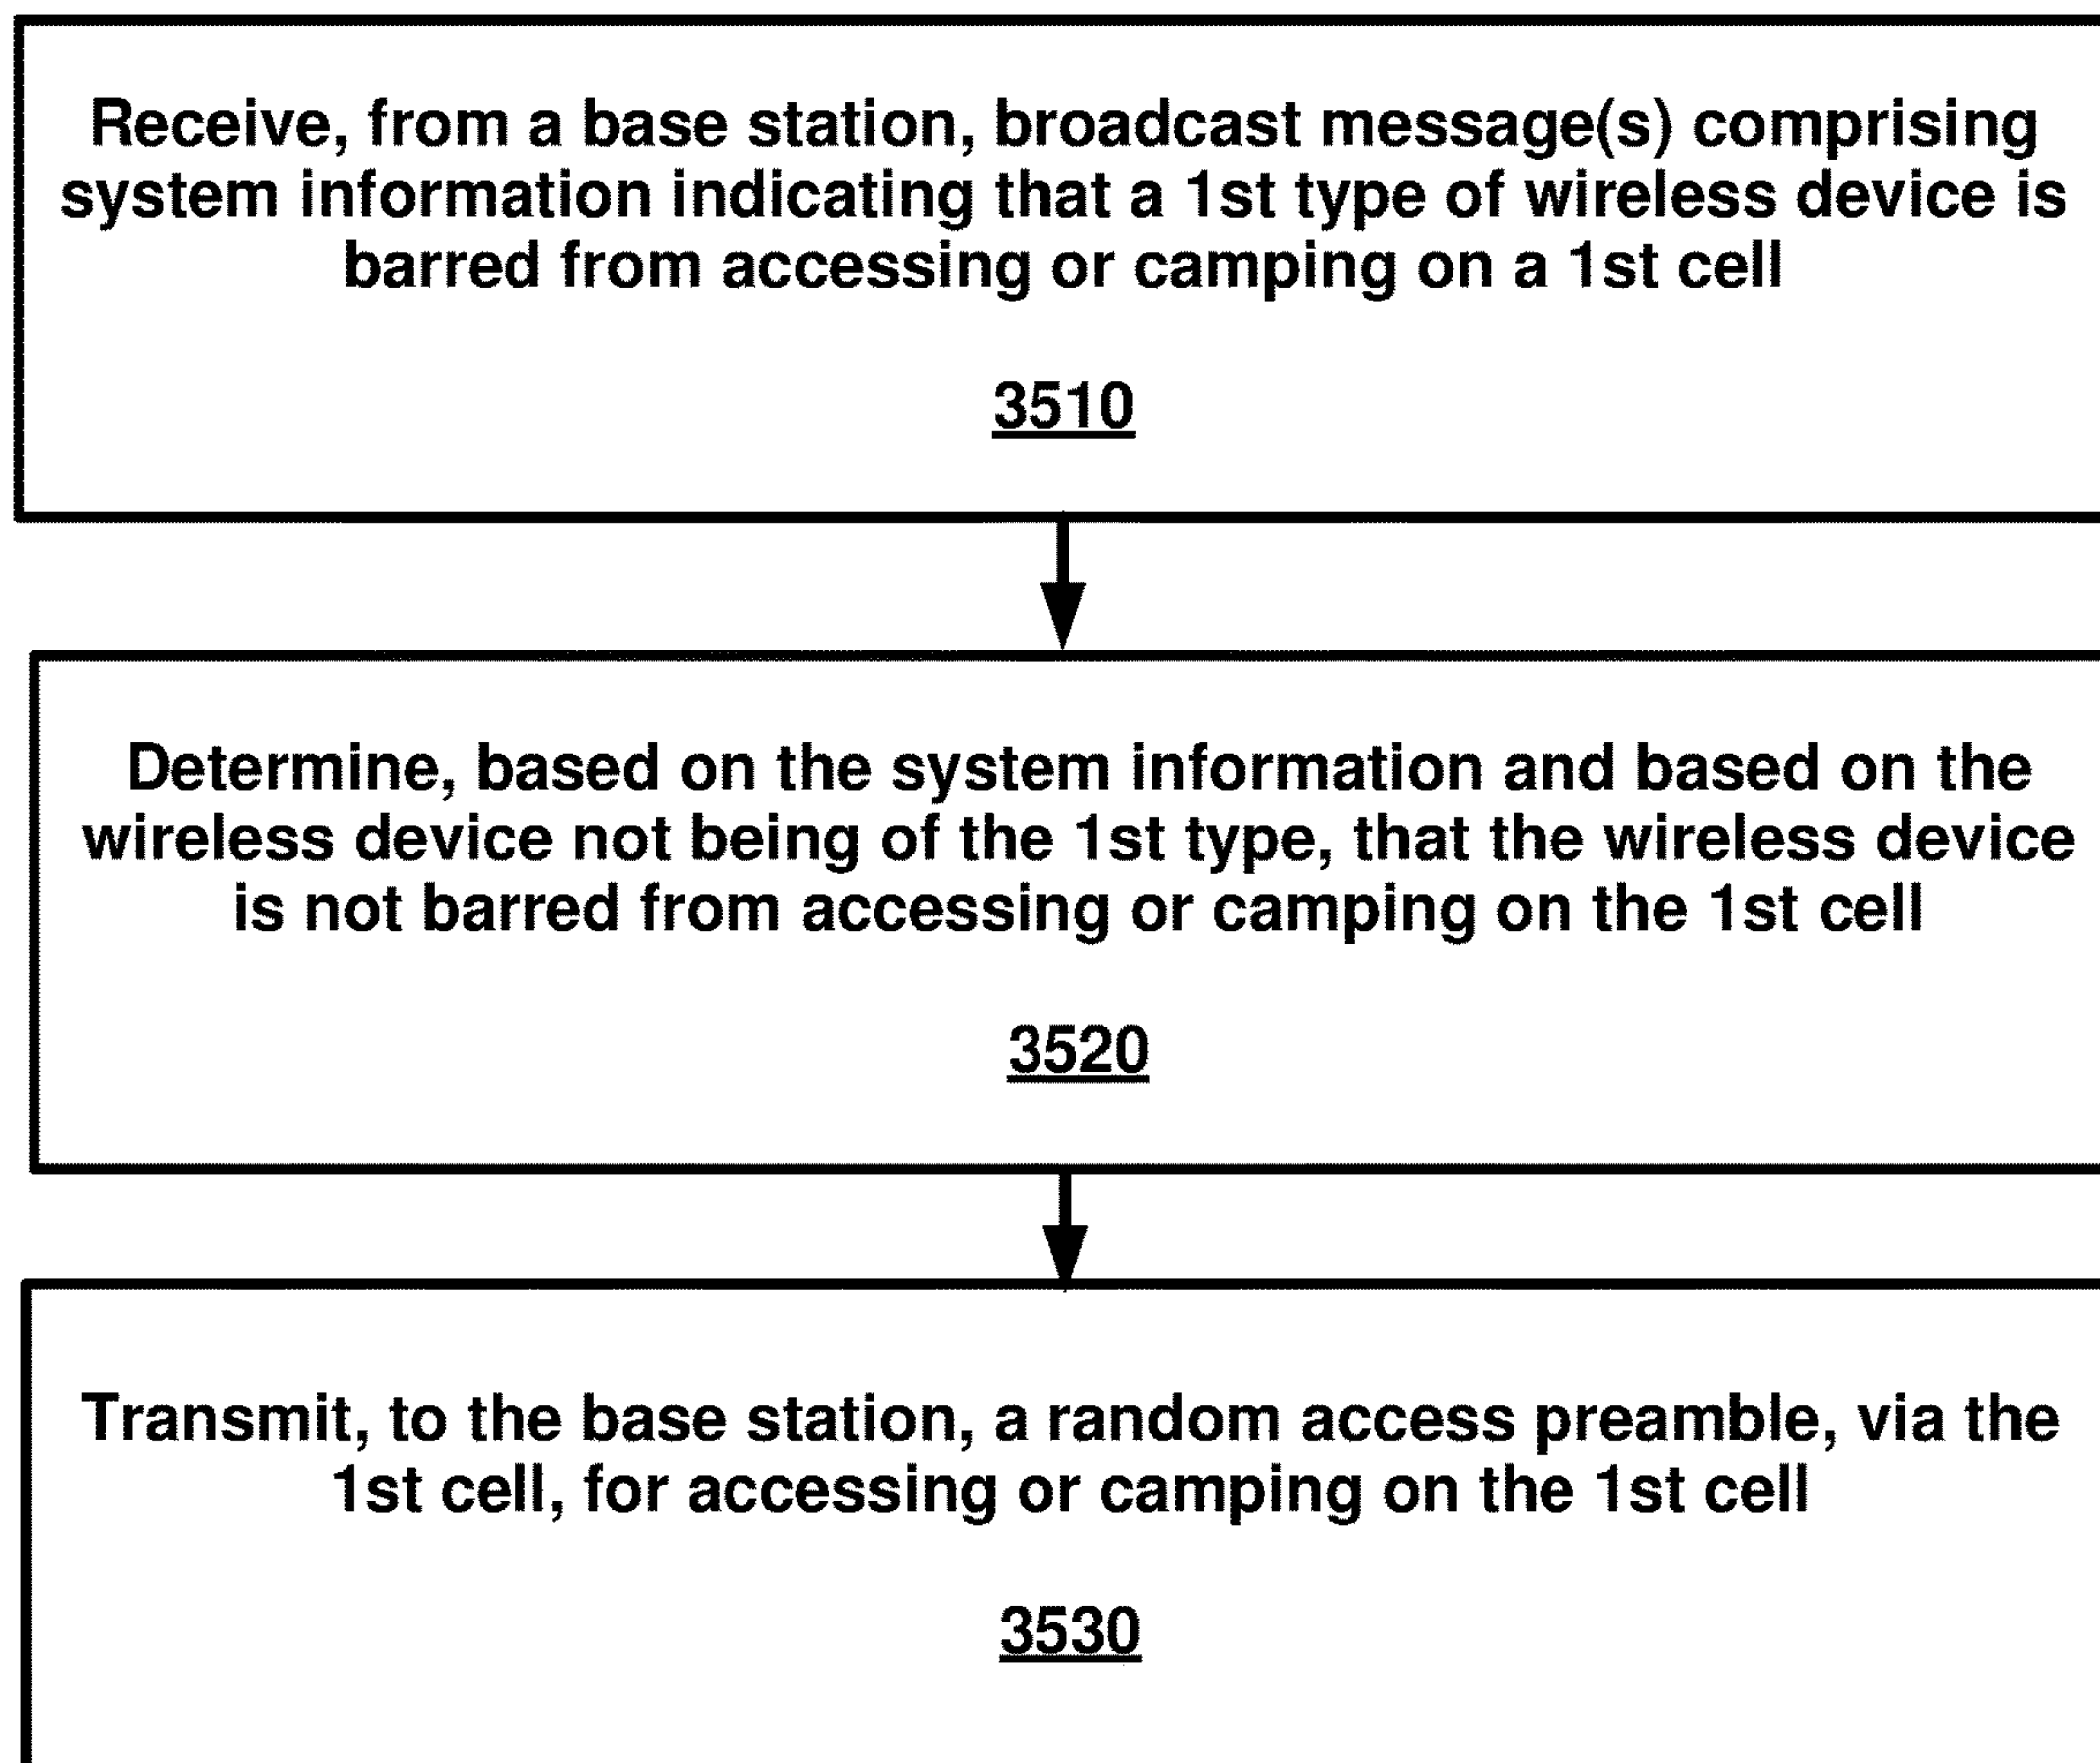 Receive, from a base station, broadcast message(s) comprising
system information indicating that a 1st type of wireless device is
barred from accessing or camping on a 1st cell
3510
Determine, based on the system information and based on the
wireless device not being of the 1st type, that the wireless device
is not barred from accessing or camping on the 1st cell
3520
Transmit, to the base station, a random access preamble, via the
1st cell, for accessing or camping on the 1st cell
3530